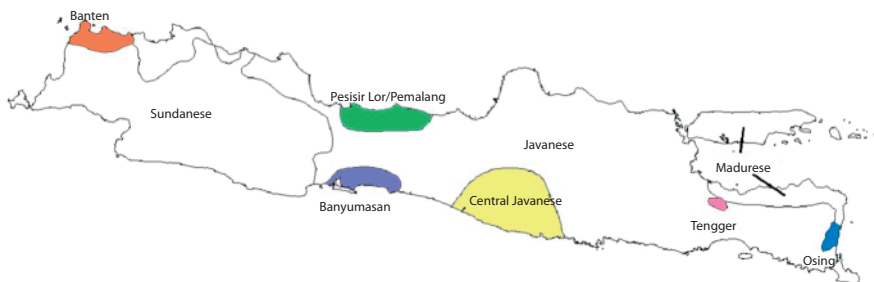 Banten
Sundanese
Pesisir Lor/Pemalang
Javanese
Madurese
Banyumasan
Central Javanese
Tengger
Osing